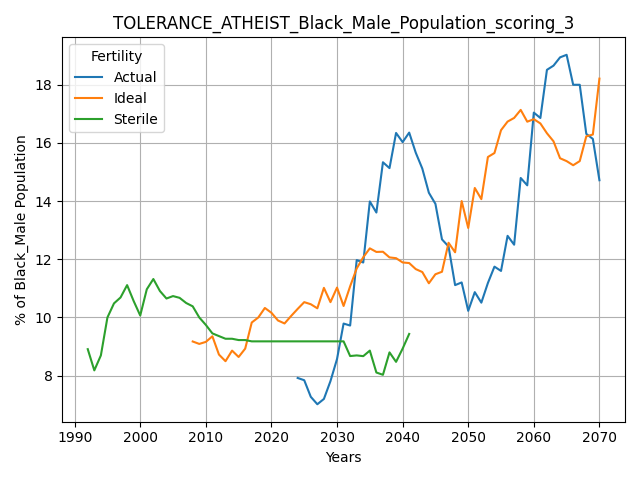 TOLERANCE_ATHEIST_Black_Male_Population_scoring_3
Fertility
Actual
Ideal
Sterile
% of Black_Male Population
18
16
14
12
10
8
1990 2000 2010 2020 2030 2040 2050 2060 2070
Years